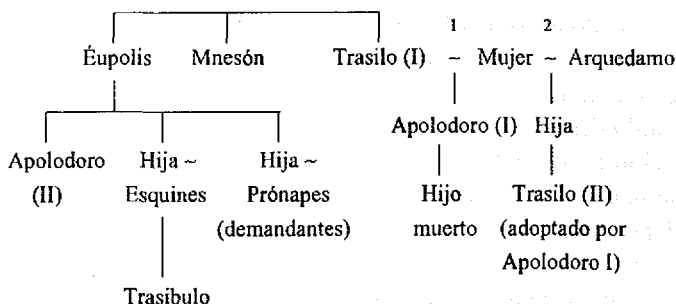 1 2
Éupolis Mnesón Trasilo (I) ~ Mujer ~ Arquedamo
Apolodoro (I) Hija
Apolodoro (II)
Hija ~ Esquines
Hija ~ Prónapes (demandantes)
Hijo muerto
Trasilo (II) (adoptado por Apolodoro I)
Trasibulo